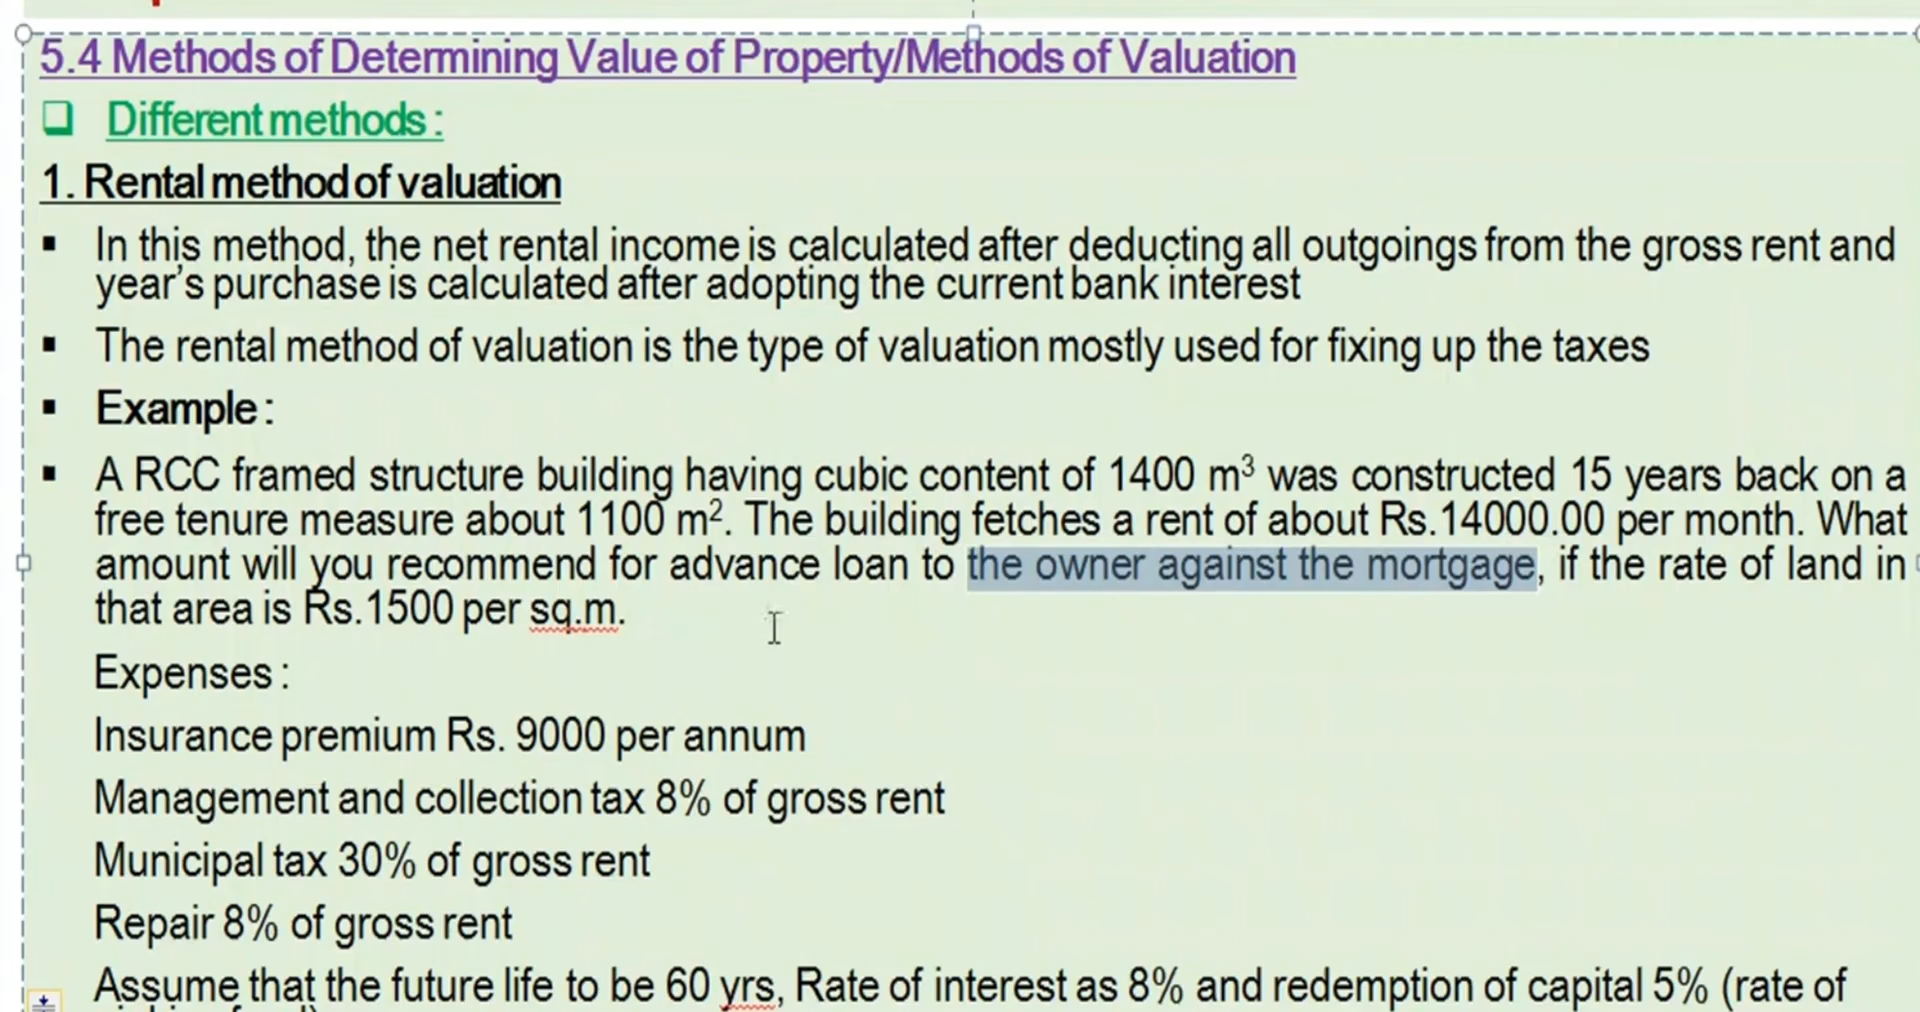 5.4 Methods of Determining Value of Property/Methods of Valuation
Different methods :
1. Rental method of valuation
In this method, the net rental income is calculated after deducting all outgoings from the gross rent and
year's purchase is calculated after adopting the current bank interest
The rental method of valuation is the type of valuation mostly used for fixing up the taxes
Example :
A RCC framed structure building having cubic content of 1400 m³ was constructed 15 years back on a
free tenure measure about 1100 m². The building fetches a rent of about Rs.14000.00 per month. What
amount will you recommend for advance loan to the owner against the mortgage, if the rate of land in
that area is Rs.1500 per sq.m.
Expenses :
Insurance premium Rs. 9000 per annum
Management and collection tax 8% of gross rent
Municipal tax 30% of gross rent
Repair 8% of gross rent
Assume that the future life to be 60 yrs, Rate of interest as 8% and redemption of capital 5% (rate of